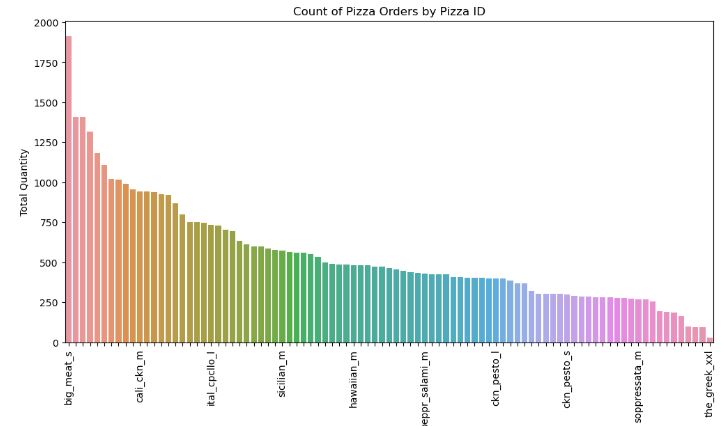 Count of Pizza Orders by Pizza ID
Total Quantity
2000
1750
1500
1250
1000
750
500
250
0
big_meat_s
cali_ckn_m
ital_cpcllo_l
sicilian_m
hawaiian_m
peppr_salami_m
ckn_pesto_l
ckn_pesto_s
soppressata_m
the_greek_xxl